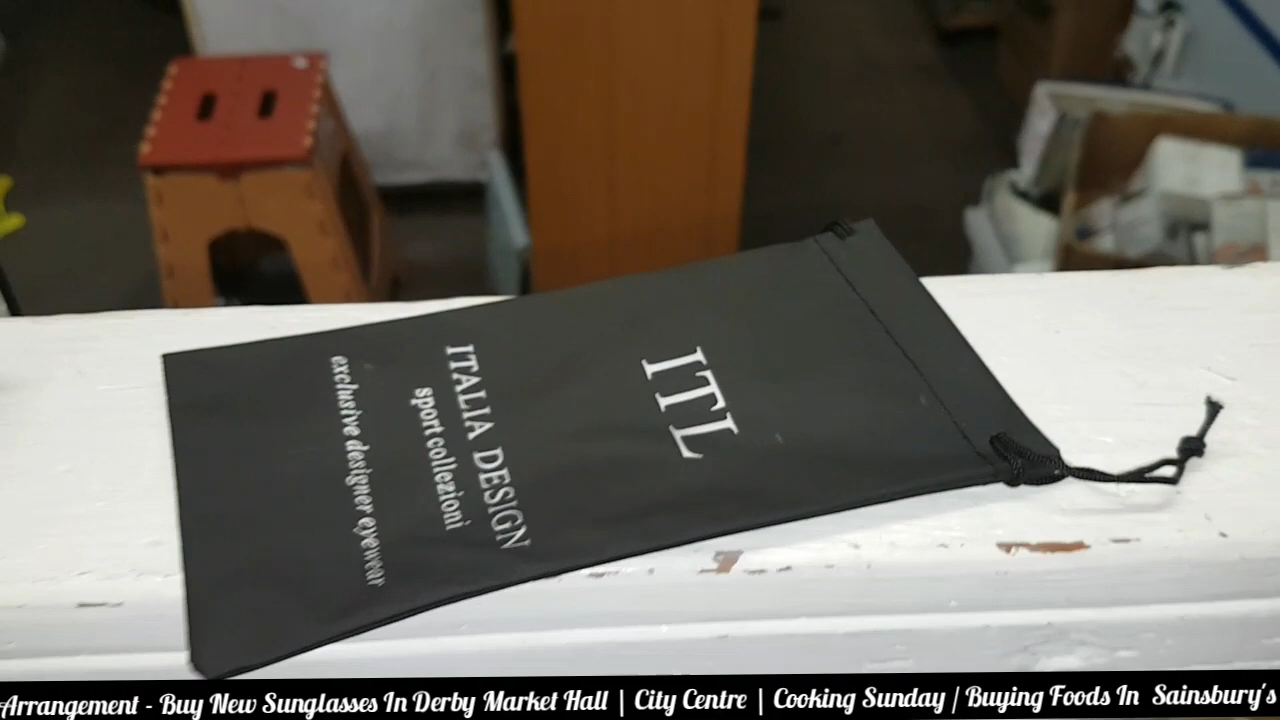 ITL
ITALIA DESIGN
sport collezioni
exclusive designer eyewear
Arrangement - Buy New Sunglasses In Derby Market Hall | City Centre | Cooking Sunday / Buying Foods In Sainsbury's